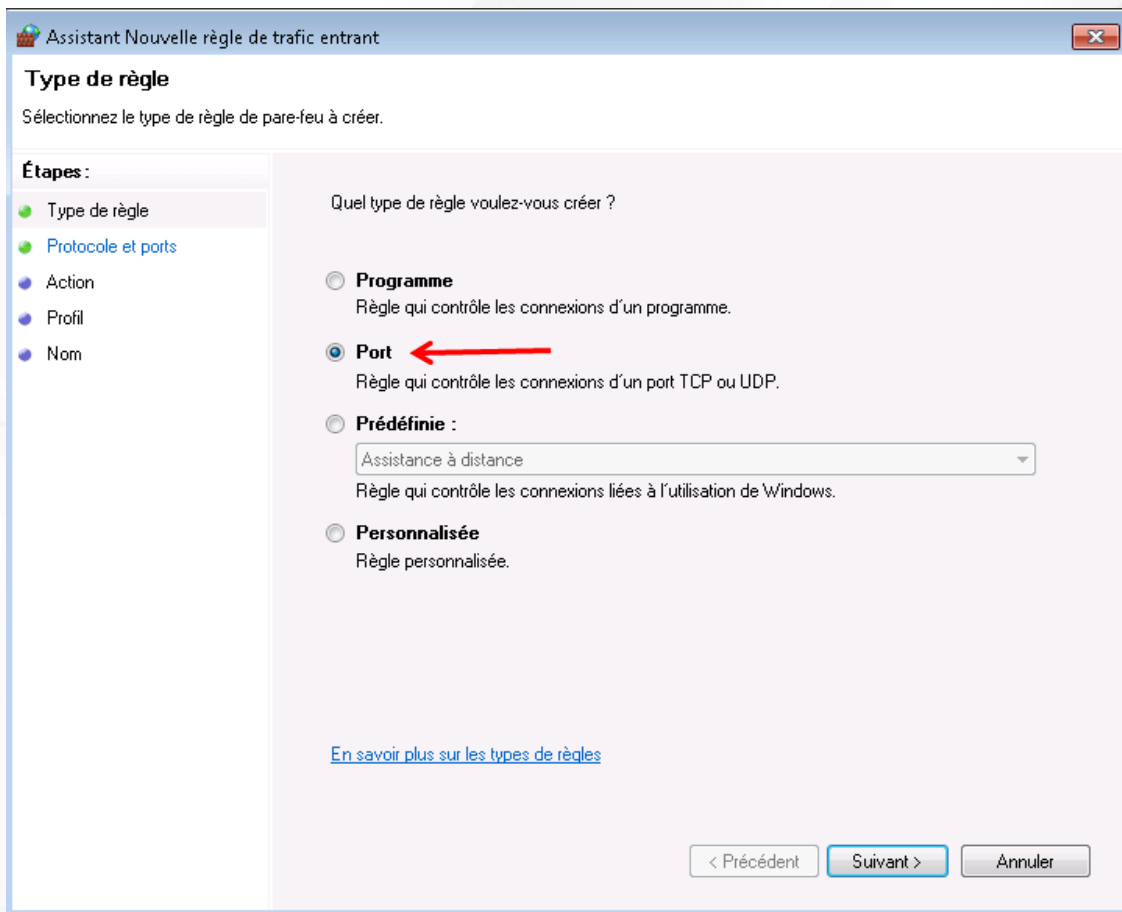 Assistant Nouvelle règle de trafic entrant
Type de règle
Sélectionnez le type de règle de pare-feu à créer.
Étapes :
Type de règle
Protocole et ports
Action
Profil
Nom
Quel type de règle voulez-vous créer ?
Programme
Règle qui contrôle les connexions d'un programme.
Port
Règle qui contrôle les connexions d'un port TCP ou UDP.
Prédéfinie :
Assistance à distance
Règle qui contrôle les connexions liées à l'utilisation de Windows.
Personnalisée
Règle personnalisée.
En savoir plus sur les types de règles
< Précédent
Suivant >
Annuler